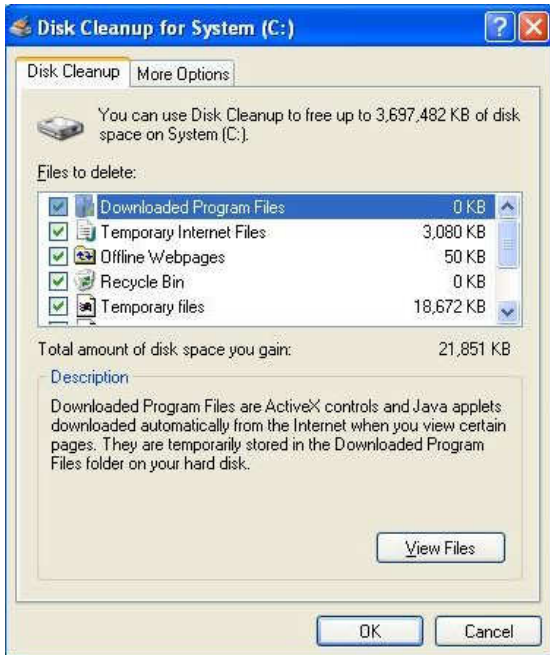 Disk Cleanup for System (C:)
Disk Cleanup
More Options
You can use Disk Cleanup to free up to 3,697,482 KB of disk
space on System (C:).
Files to delete:
Downloaded Program Files 0 KB
Temporary Internet Files 3,080 KB
Offline Webpages 50 KB
Recycle Bin 0 KB
Temporary files 18,672 KB
Total amount of disk space you gain: 21,851 KB
Description
Downloaded Program Files are ActiveX controls and Java applets
downloaded automatically from the Internet when you view certain
pages. They are temporarily stored in the Downloaded Program
Files folder on your hard disk.
View Files
OK
Cancel